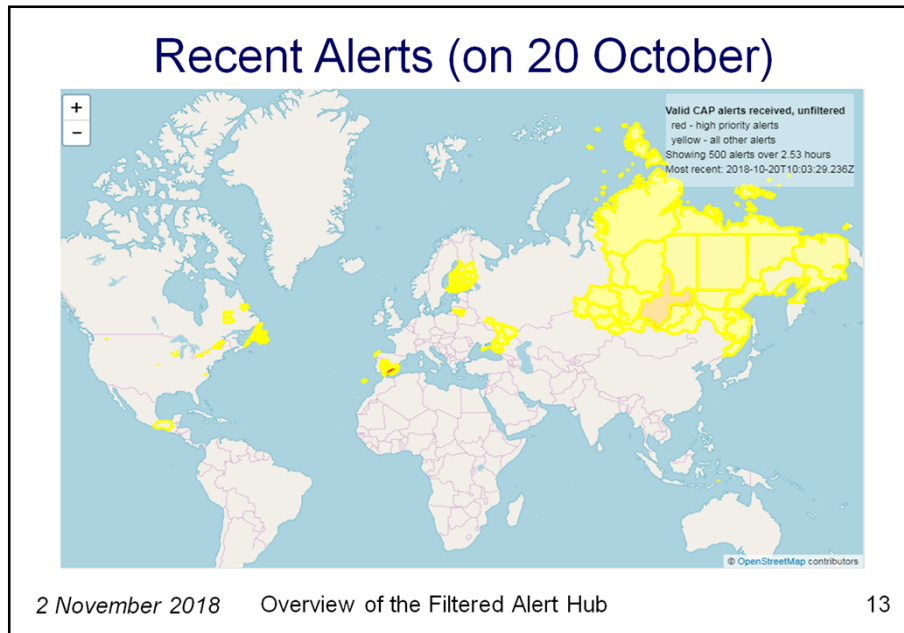 Recent Alerts (on 20 October)
+
−
Valid CAP alerts received, unfiltered
red - high priority alerts
yellow - all other alerts
Showing 500 alerts over 2.53 hours
Most recent: 2018-10-20T10:03:29.236Z
© OpenStreetMap contributors
2 November 2018 Overview of the Filtered Alert Hub 13